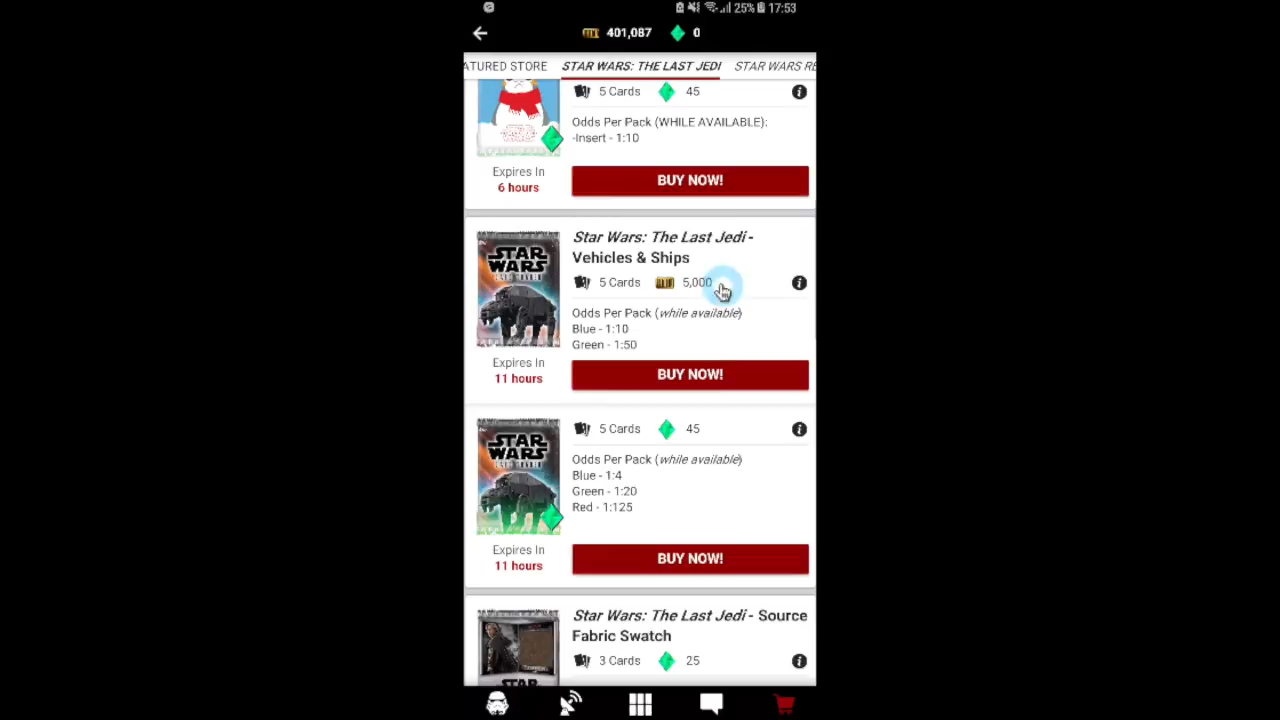 25% 17:53
401,087 0
ATURED STORE STAR WARS: THE LAST JEDI STAR WARS RE
5 Cards 45
Odds Per Pack (WHILE AVAILABLE):
-Insert - 1:10
Expires In
6 hours
BUY NOW!
STAR WARS
Star Wars: The Last Jedi -
Vehicles & Ships
5 Cards 5,000
Odds Per Pack (while available)
Blue - 1:10
Green - 1:50
Expires In
11 hours
BUY NOW!
STAR WARS
5 Cards 45
Odds Per Pack (while available)
Blue - 1:4
Green - 1:20
Red - 1:125
Expires In
11 hours
BUY NOW!
STAR
Star Wars: The Last Jedi - Source
Fabric Swatch
3 Cards 25